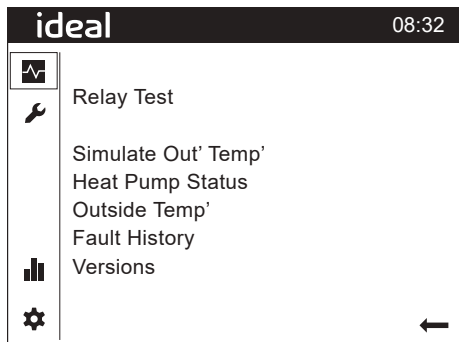 ideal 08:32
Relay Test
Simulate Out' Temp'
Heat Pump Status
Outside Temp'
Fault History
Versions